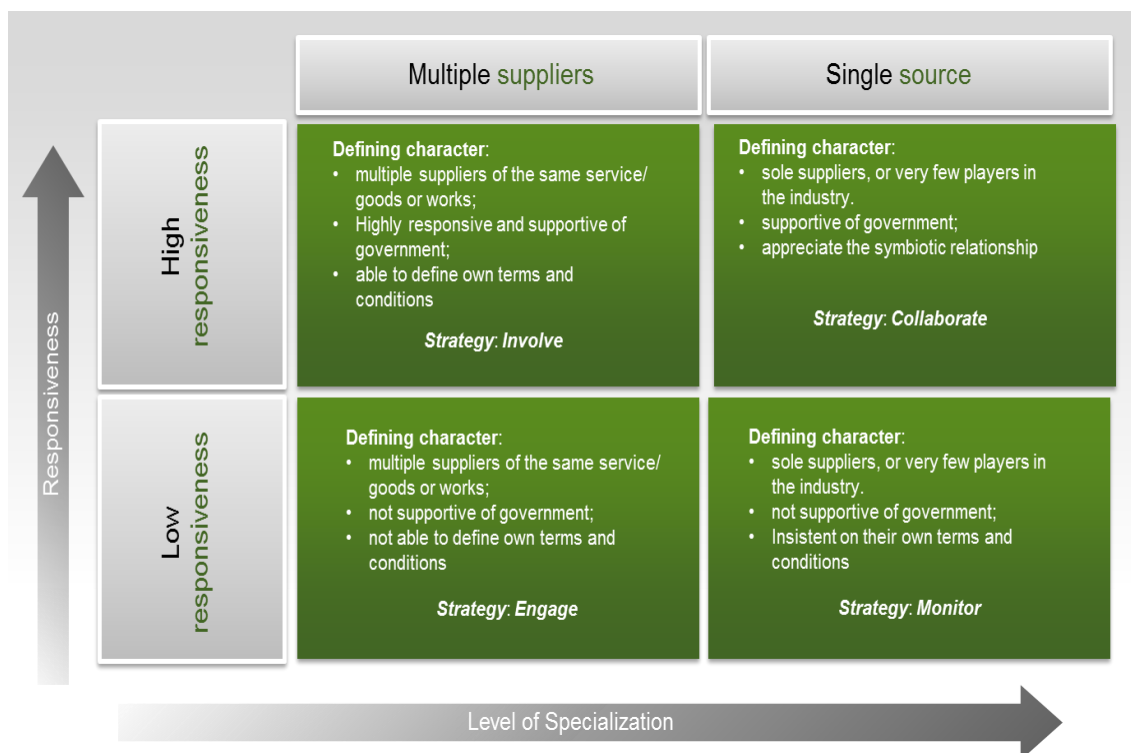 Multiple suppliers
Single source
Responsiveness
High
responsiveness
Defining character:
• multiple suppliers of the same service/
goods or works;
• Highly responsive and supportive of
government;
• able to define own terms and
conditions
Strategy: Involve
Defining character:
• sole suppliers, or very few players in
the industry.
• supportive of government;
• appreciate the symbiotic relationship
Strategy: Collaborate
Low
responsiveness
Defining character:
• multiple suppliers of the same service/
goods or works;
• not supportive of government;
• not able to define own terms and
conditions
Strategy: Engage
Defining character:
• sole suppliers, or very few players in
the industry.
• not supportive of government;
• Insistent on their own terms and
conditions
Strategy: Monitor
Level of Specialization